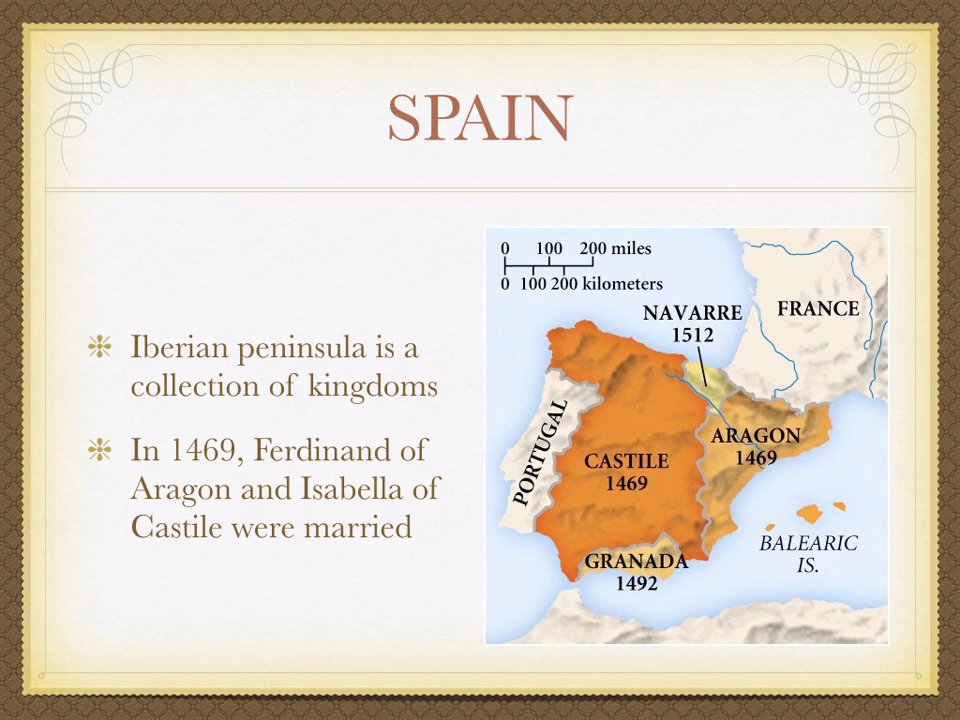 SPAIN
❉ Iberian peninsula is a
collection of kingdoms
❉ In 1469, Ferdinand of
Aragon and Isabella of
Castile were married
0 100 200 miles
0 100 200 kilometers
NAVARRE
1512
FRANCE
PORTUGAL
CASTILE
1469
ARAGON
1469
BALEARIC
IS.
GRANADA
1492